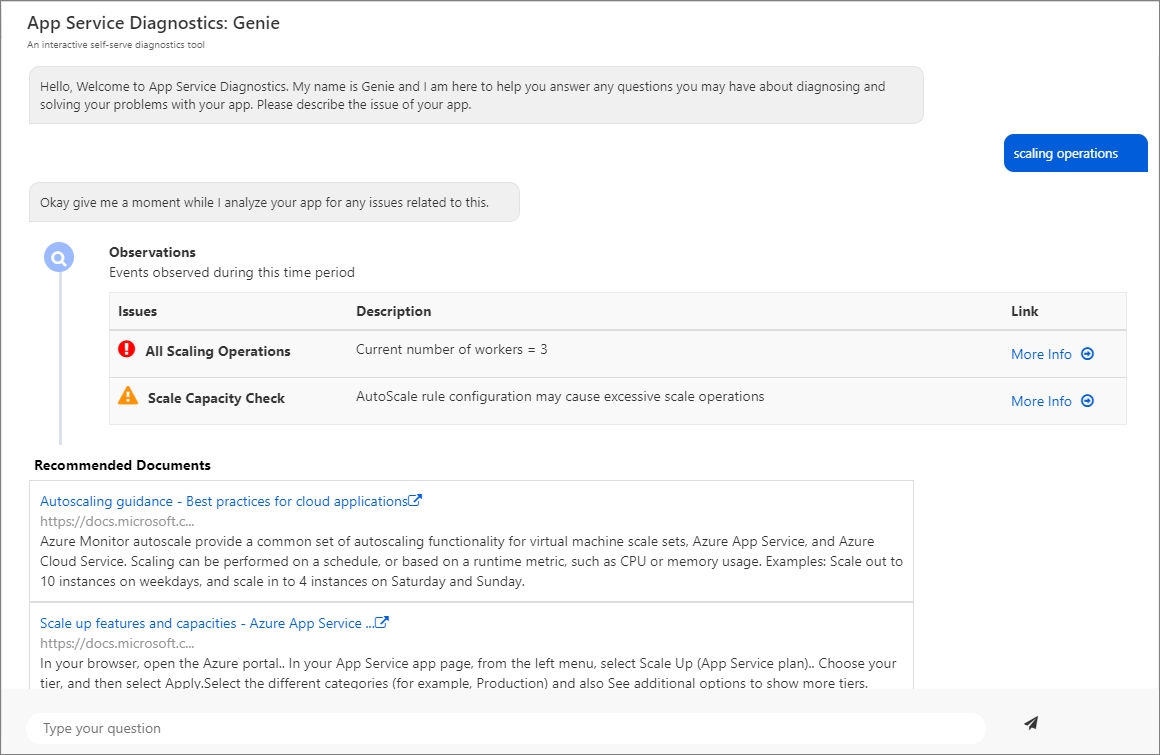 App Service Diagnostics: Genie
An interactive self-serve diagnostics tool
Hello, Welcome to App Service Diagnostics. My name is Genie and I am here to help you answer any questions you may have about diagnosing and
solving your problems with your app. Please describe the issue of your app.
scaling operations
Okay give me a moment while I analyze your app for any issues related to this.
Observations
Events observed during this time period
Issues Description Link
All Scaling Operations Current number of workers = 3 More Info
Scale Capacity Check AutoScale rule configuration may cause excessive scale operations More Info
Recommended Documents
Autoscaling guidance - Best practices for cloud applications
https://docs.microsoft.c...
Azure Monitor autoscale provide a common set of autoscaling functionality for virtual machine scale sets, Azure App Service, and Azure
Cloud Service. Scaling can be performed on a schedule, or based on a runtime metric, such as CPU or memory usage. Examples: Scale out to
10 instances on weekdays, and scale in to 4 instances on Saturday and Sunday.
Scale up features and capacities - Azure App Service ...
https://docs.microsoft.c...
In your browser, open the Azure portal.. In your App Service app page, from the left menu, select Scale Up (App Service plan).. Choose your
tier, and then select Apply.Select the different categories (for example, Production) and also See additional options to show more tiers.
Type your question